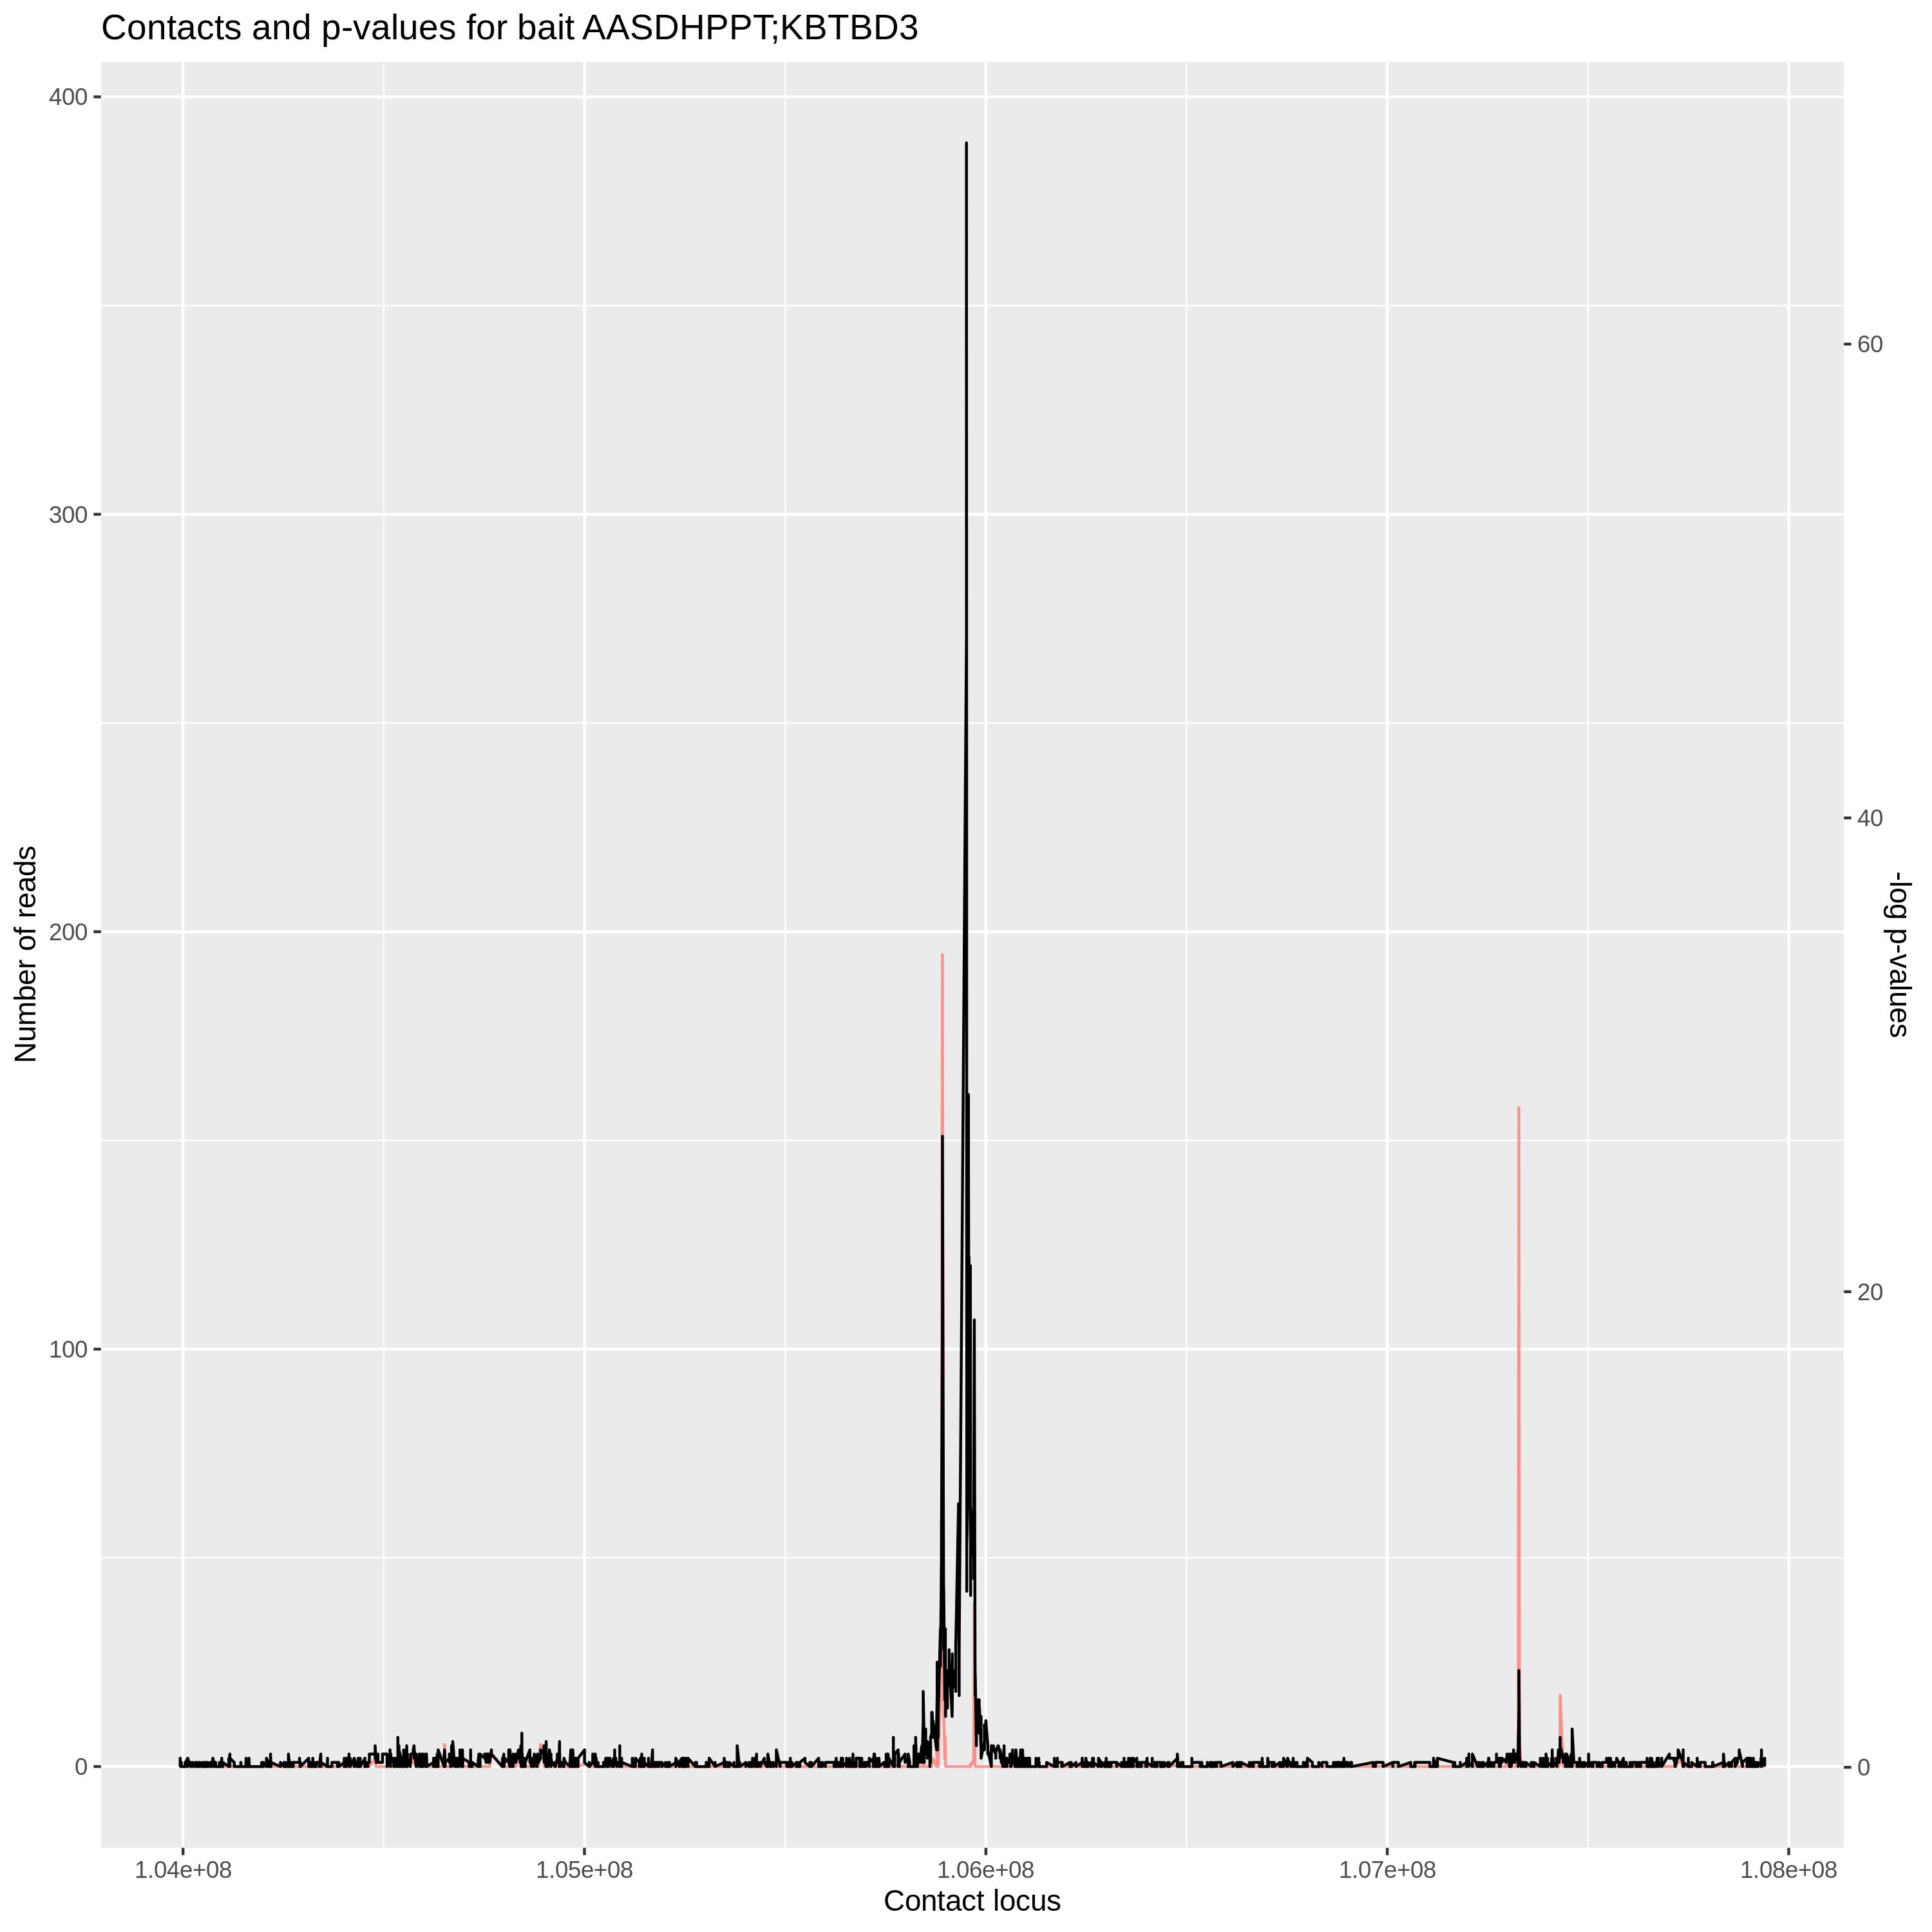 Contacts and p-values for bait AASDHPPT;KBTBD3
400
300
200
100
0
60
40
20
0
Number of reads
-log p-values
1.04e+08
1.05e+08
1.06e+08
1.07e+08
1.08e+08
Contact locus